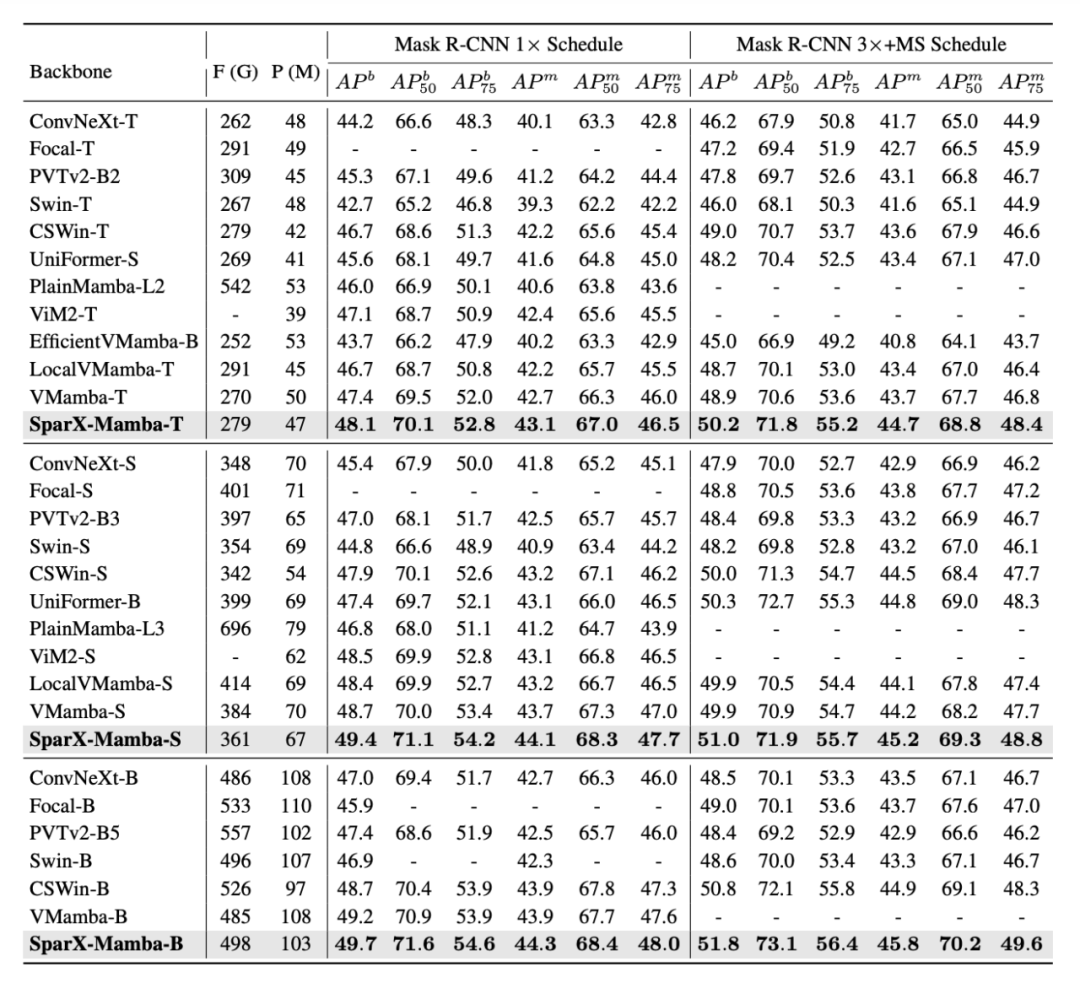 Mask R-CNN 1× Schedule Mask R-CNN 3×+MS Schedule
Backbone F (G) P (M) AP^b AP^b_50 AP^b_75 AP^m AP^m_50 AP^m_75 AP^b AP^b_50 AP^b_75 AP^m AP^m_50 AP^m_75
ConvNeXt-T 262 48 44.2 66.6 48.3 40.1 63.3 42.8 46.2 67.9 50.8 41.7 65.0 44.9
Focal-T 291 49 - - - - - - 47.2 69.4 51.9 42.7 66.5 45.9
PVTv2-B2 309 45 45.3 67.1 49.6 41.2 64.2 44.4 47.8 69.7 52.6 43.1 66.8 46.7
Swin-T 267 48 42.7 65.2 46.8 39.3 62.2 42.2 46.0 68.1 50.3 41.6 65.1 44.9
CSWin-T 279 42 46.7 68.6 51.3 42.2 65.6 45.4 49.0 70.7 53.7 43.6 67.9 46.6
UniFormer-S 269 41 45.6 68.1 49.7 41.6 64.8 45.0 48.2 70.4 52.5 43.4 67.1 47.0
PlainMamba-L2 542 53 46.0 66.9 50.1 40.6 63.8 43.6 - - - - - -
ViM2-T - 39 47.1 68.7 50.9 42.4 65.6 45.5 - - - - - -
EfficientVMamba-B 252 53 43.7 66.2 47.9 40.2 63.3 42.9 45.0 66.9 49.2 40.8 64.1 43.7
LocalVMamba-T 291 45 46.7 68.7 50.8 42.2 65.7 45.5 48.7 70.1 53.0 43.4 67.0 46.4
VMamba-T 270 50 47.4 69.5 52.0 42.7 66.3 46.0 48.9 70.6 53.6 43.7 67.7 46.8
SparX-Mamba-T 279 47 48.1 70.1 52.8 43.1 67.0 46.5 50.2 71.8 55.2 44.7 68.8 48.4
ConvNeXt-S 348 70 45.4 67.9 50.0 41.8 65.2 45.1 47.9 70.0 52.7 42.9 66.9 46.2
Focal-S 401 71 - - - - - - 48.8 70.5 53.6 43.8 67.7 47.2
PVTv2-B3 397 65 47.0 68.1 51.7 42.5 65.7 45.7 48.4 69.8 53.3 43.2 66.9 46.7
Swin-S 354 69 44.8 66.6 48.9 40.9 63.4 44.2 48.2 69.8 52.8 43.2 67.0 46.1
CSWin-S 342 54 47.9 70.1 52.6 43.2 67.1 46.2 50.0 71.3 54.7 44.5 68.4 47.7
UniFormer-B 399 69 47.4 69.7 52.1 43.1 66.0 46.5 50.3 72.7 55.3 44.8 69.0 48.3
PlainMamba-L3 696 79 46.8 68.0 51.1 41.2 64.7 43.9 - - - - - -
ViM2-S - 62 48.5 69.9 52.8 43.1 66.8 46.5 - - - - - -
LocalVMamba-S 414 69 48.4 69.9 52.7 43.2 66.7 46.5 49.9 70.5 54.4 44.1 67.8 47.4
VMamba-S 384 70 48.7 70.0 53.4 43.7 67.3 47.0 49.9 70.9 54.7 44.2 68.2 47.7
SparX-Mamba-S 361 67 49.4 71.1 54.2 44.1 68.3 47.7 51.0 71.9 55.7 45.2 69.3 48.8
ConvNeXt-B 486 108 47.0 69.4 51.7 42.7 66.3 46.0 48.5 70.1 53.3 43.5 67.1 46.7
Focal-B 533 110 45.9 - - - - - 49.0 70.1 53.6 43.7 67.6 47.0
PVTv2-B5 557 102 47.4 68.6 51.9 42.5 65.7 46.0 48.4 69.2 52.9 42.9 66.6 46.2
Swin-B 496 107 46.9 - - 42.3 - - 48.6 70.0 53.4 43.3 67.1 46.7
CSWin-B 526 97 48.7 70.4 53.9 43.9 67.8 47.3 50.8 72.1 55.8 44.9 69.1 48.3
VMamba-B 485 108 49.2 70.9 53.9 43.9 67.7 47.6 - - - - - -
SparX-Mamba-B 498 103 49.7 71.6 54.6 44.3 68.4 48.0 51.8 73.1 56.4 45.8 70.2 49.6